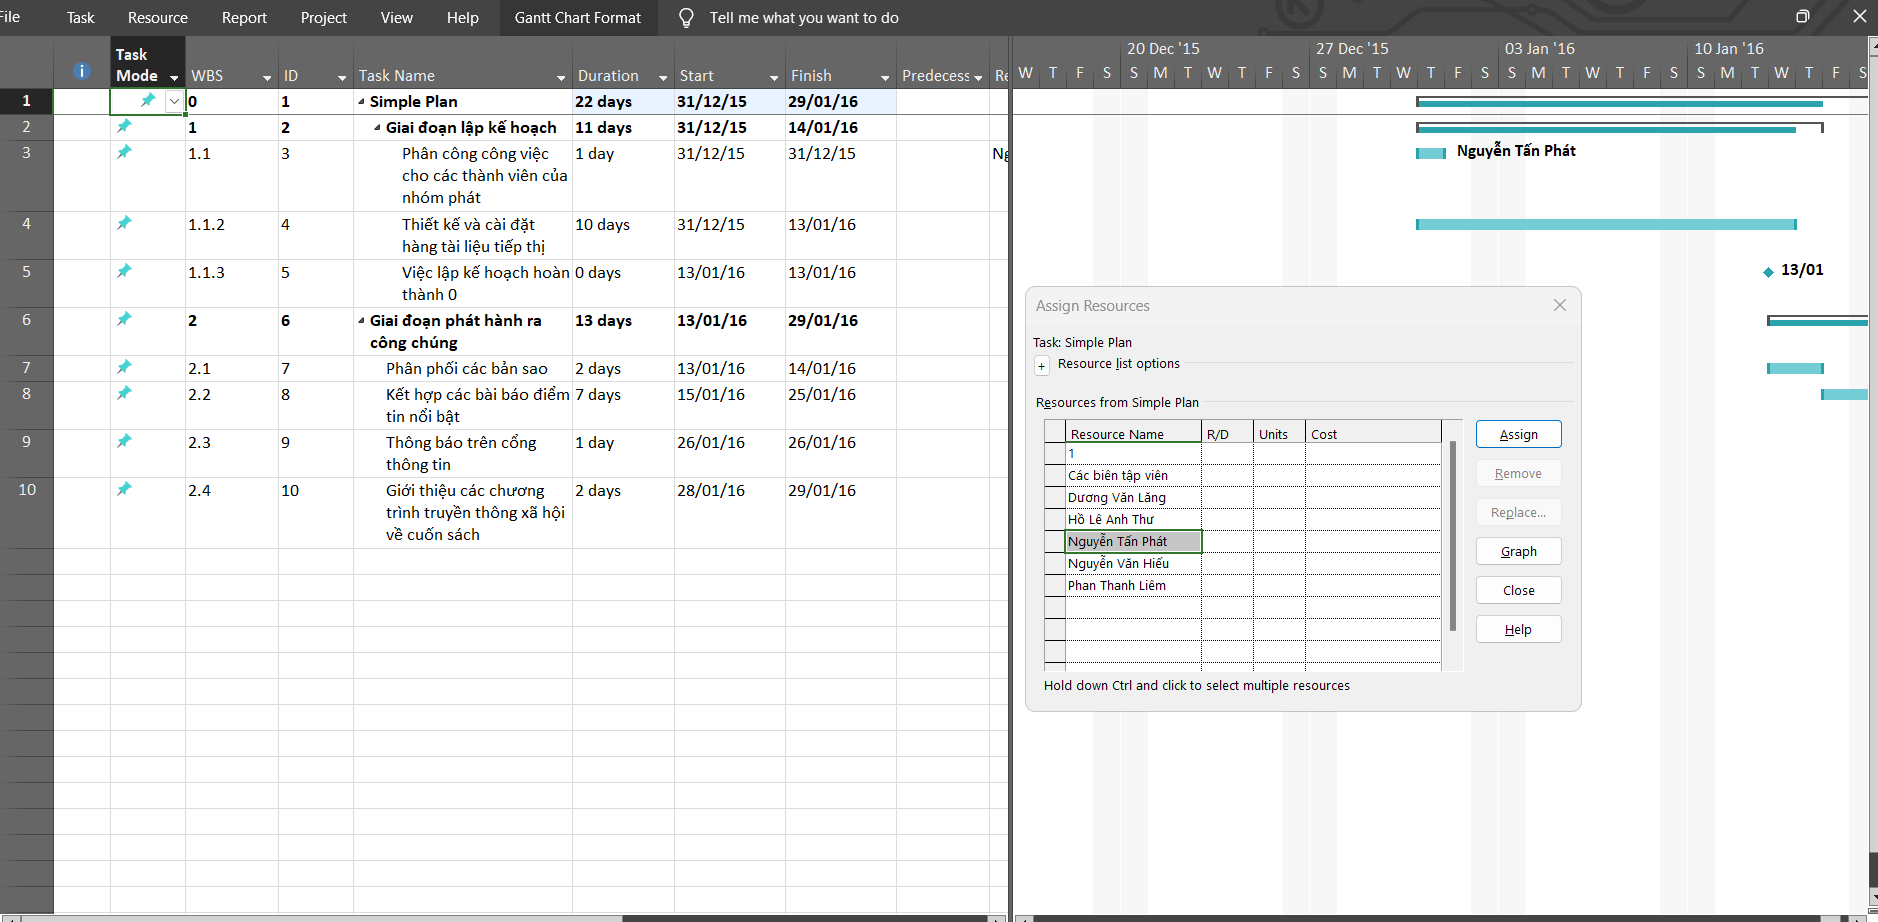 File Task Resource Report Project View Help Gantt Chart Format Tell me what you want to do
20 Dec '15 27 Dec '15 03 Jan '16 10 Jan '16
Task Mode WBS ID Task Name Duration Start Finish Predecess Re
W T F S S M T W T F S S M T W T F S S M T W T F S S M T W T F S
1 0 1 Simple Plan 22 days 31/12/15 29/01/16
2 1 2 Giai đoạn lập kế hoạch 11 days 31/12/15 14/01/16
3 1.1 3 Phân công công việc 1 day 31/12/15 31/12/15 Ng Nguyễn Tấn Phát
cho các thành viên của
nhóm phát
4 1.1.2 4 Thiết kế và cài đặt 10 days 31/12/15 13/01/16
hàng tài liệu tiếp thị
5 1.1.3 5 Việc lập kế hoạch hoàn 0 days 13/01/16 13/01/16 13/01
thành 0
6 2 6 Giai đoạn phát hành ra 13 days 13/01/16 29/01/16
công chúng
7 2.1 7 Phân phối các bản sao 2 days 13/01/16 14/01/16
8 2.2 8 Kết hợp các bài báo điểm 7 days 15/01/16 25/01/16
tin nổi bật
9 2.3 9 Thông báo trên cổng 1 day 26/01/16 26/01/16
thông tin
10 2.4 10 Giới thiệu các chương 2 days 28/01/16 29/01/16
trình truyền thông xã hội
về cuốn sách
Assign Resources
Task: Simple Plan
+ Resource list options
Resources from Simple Plan
Resource Name R/D Units Cost
1
Các biên tập viên
Dương Văn Lăng
Hồ Lê Anh Thư
Nguyễn Tấn Phát
Nguyễn Văn Hiếu
Phan Thanh Liêm
Assign
Remove
Replace...
Graph
Close
Help
Hold down Ctrl and click to select multiple resources